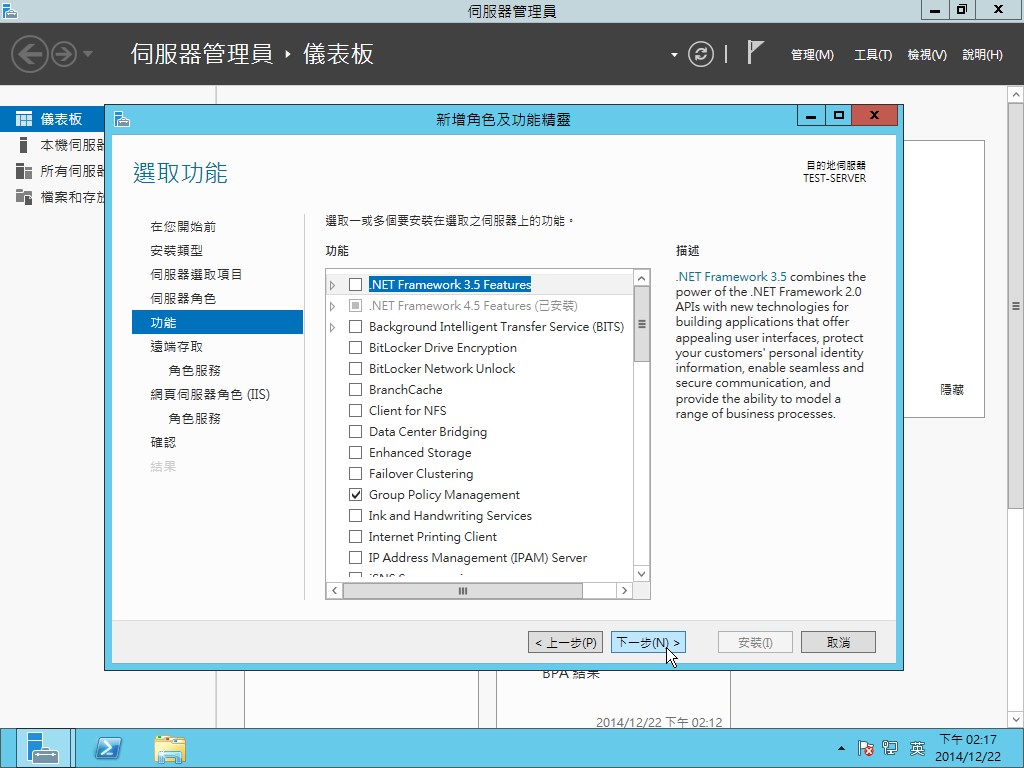 伺服器管理員
伺服器管理員 ‣ 儀表板
管理(M) 工具(T) 檢視(V) 說明(H)
儀表板
本機伺服器
所有伺服器
檔案和存放
新增角色及功能精靈
選取功能
目的地伺服器
TEST-SERVER
在您開始前
安裝類型
伺服器選取項目
伺服器角色
功能
遠端存取
角色服務
網頁伺服器角色 (IIS)
角色服務
確認
結果
選取一或多個要安裝在選取之伺服器上的功能。
功能
.NET Framework 3.5 Features
.NET Framework 4.5 Features (已安裝)
Background Intelligent Transfer Service (BITS)
BitLocker Drive Encryption
BitLocker Network Unlock
BranchCache
Client for NFS
Data Center Bridging
Enhanced Storage
Failover Clustering
Group Policy Management
Ink and Handwriting Services
Internet Printing Client
IP Address Management (IPAM) Server
描述
.NET Framework 3.5 combines the
power of the .NET Framework 2.0
APIs with new technologies for
building applications that offer
appealing user interfaces, protect
your customers' personal identity
information, enable seamless and
secure communication, and
provide the ability to model a
range of business processes.
隱藏
< 上一步(P) 下一步(N) > 安裝(I) 取消
BPA 結果
2014/12/22 下午 02:12
英
下午 02:17
2014/12/22